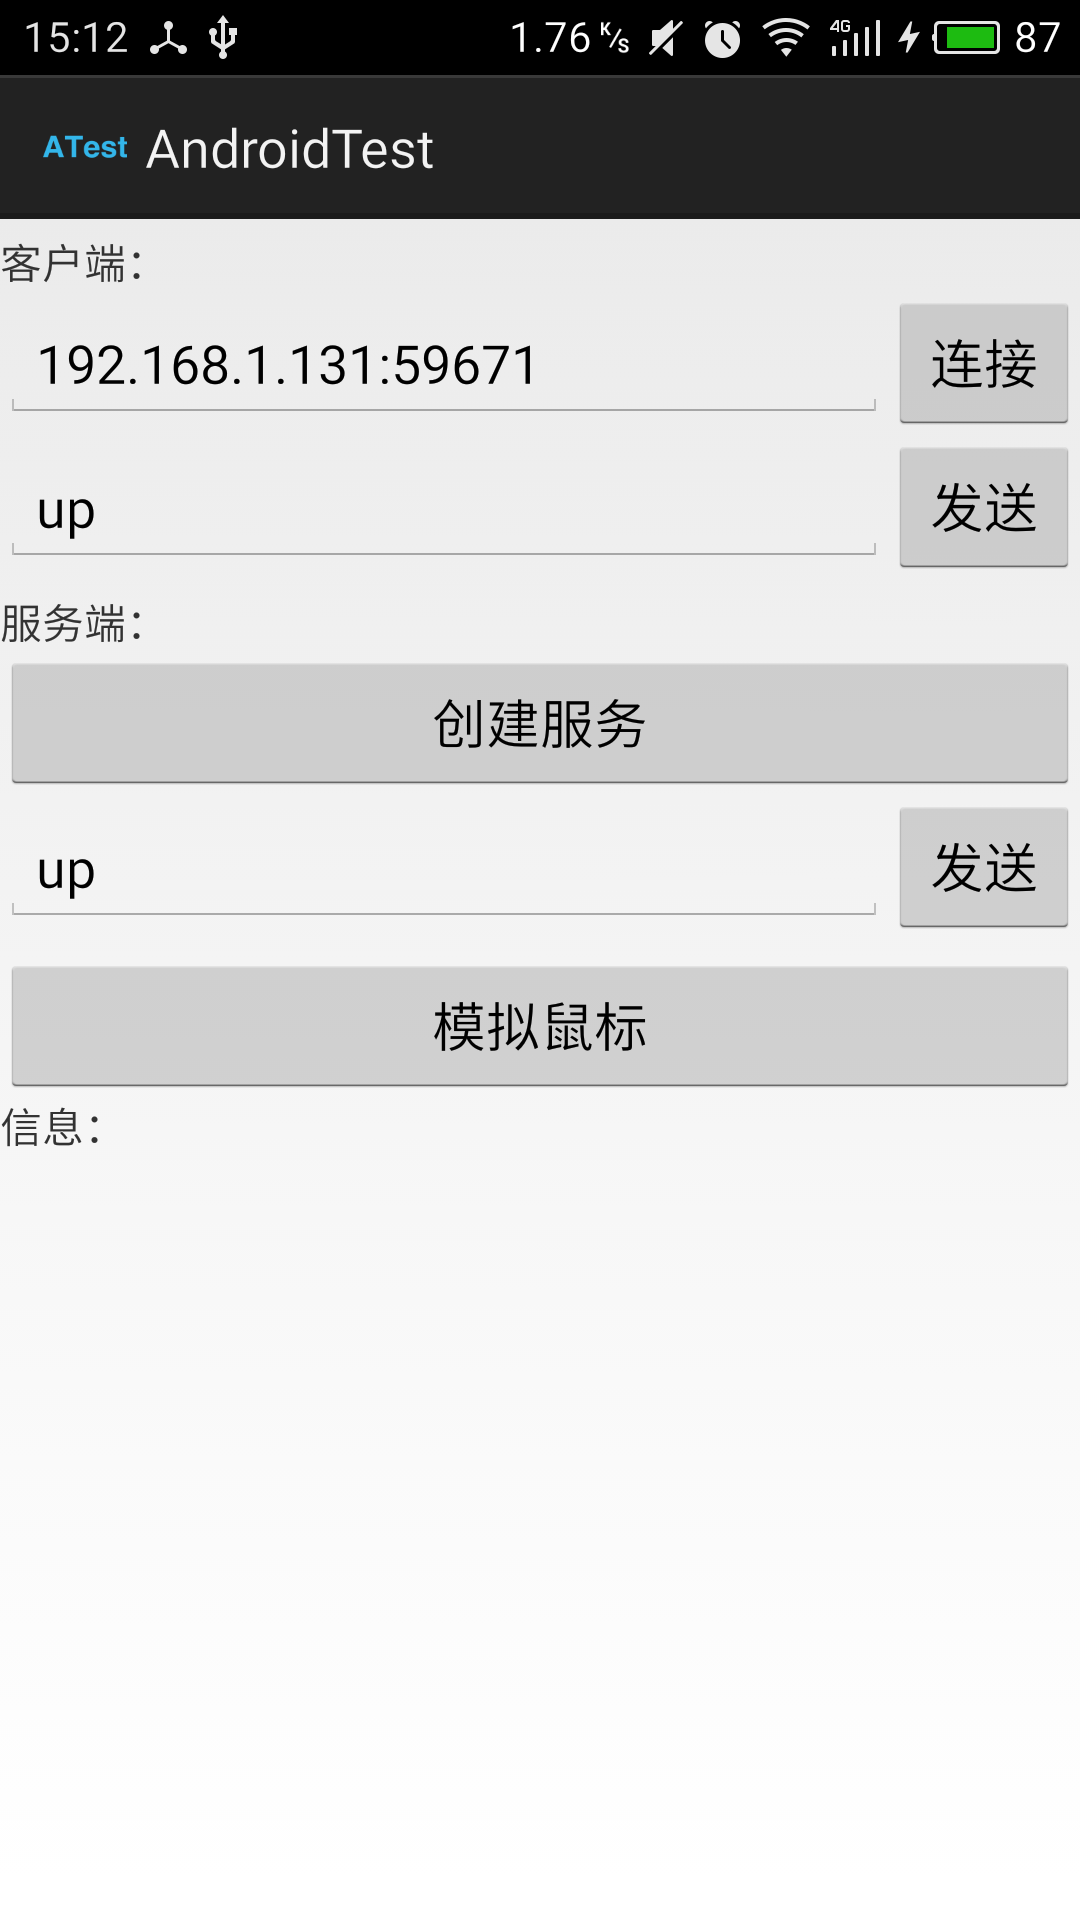 15:12 1.76 K/s 4G 87
ATest AndroidTest
客户端：
192.168.1.131:59671 连接
up 发送
服务端：
创建服务
up 发送
模拟鼠标
信息：